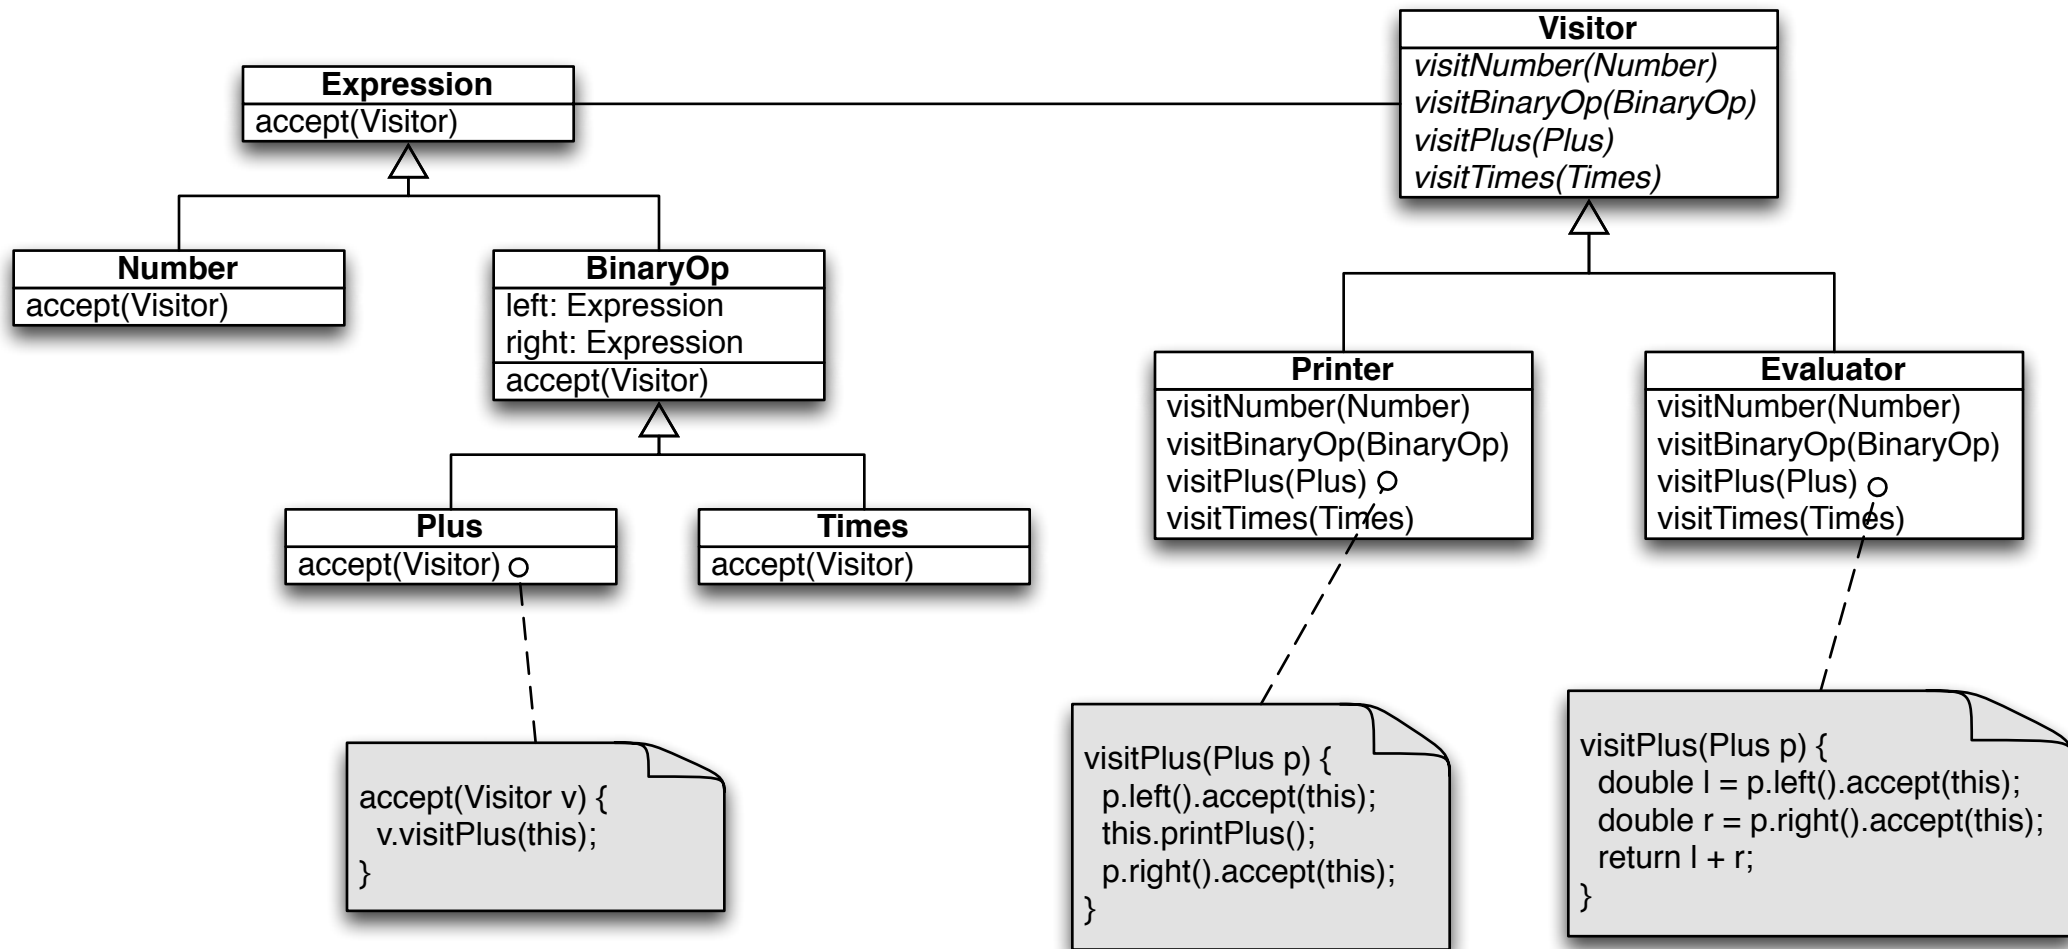 Expression
accept(Visitor)
Visitor
visitNumber(Number)
visitBinaryOp(BinaryOp)
visitPlus(Plus)
visitTimes(Times)
Number
accept(Visitor)
BinaryOp
left: Expression
right: Expression
accept(Visitor)
Plus
accept(Visitor)
Times
accept(Visitor)
Printer
visitNumber(Number)
visitBinaryOp(BinaryOp)
visitPlus(Plus)
visitTimes(Times)
Evaluator
visitNumber(Number)
visitBinaryOp(BinaryOp)
visitPlus(Plus)
visitTimes(Times)
accept(Visitor v) {
v.visitPlus(this);
}
visitPlus(Plus p) {
p.left().accept(this);
this.printPlus();
p.right().accept(this);
}
visitPlus(Plus p) {
double l = p.left().accept(this);
double r = p.right().accept(this);
return l + r;
}